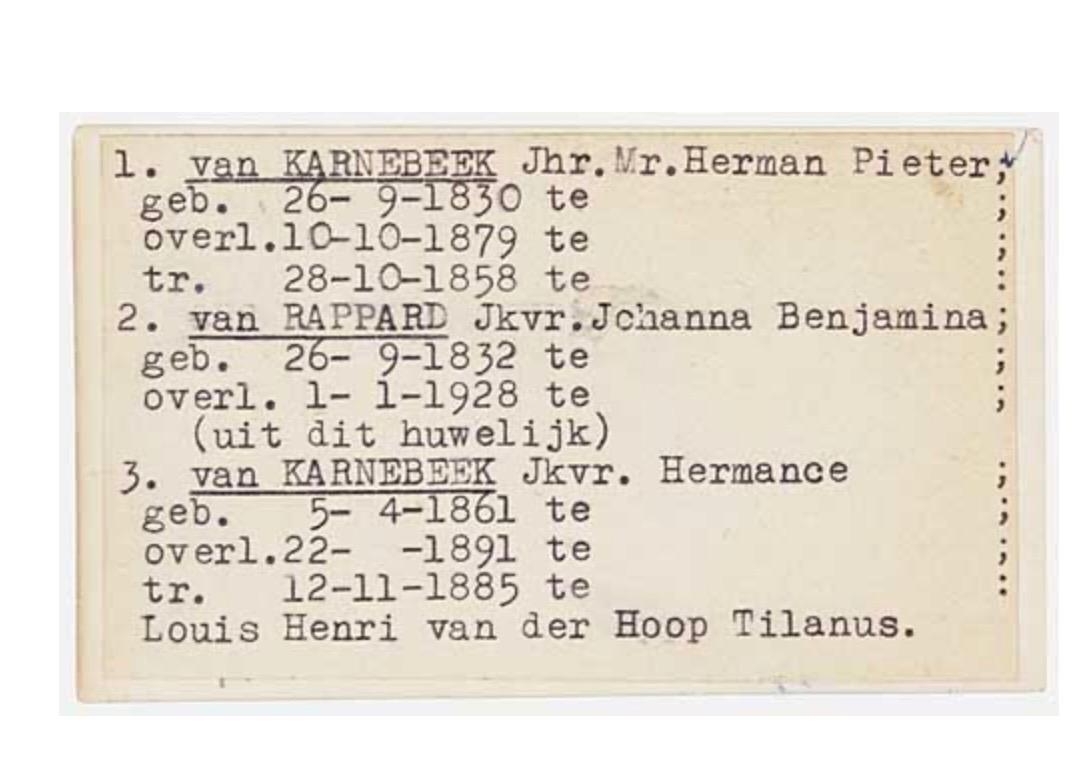 1. van KARNEBEEK Jhr.Mr.Herman Pieter;
geb. 26- 9-1830 te ;
overl.10-10-1879 te ;
tr. 28-10-1858 te :
2. van RAPPARD Jkvr.Johanna Benjamina;
geb. 26- 9-1832 te ;
overl. 1- 1-1928 te ;
(uit dit huwelijk)
3. van KARNEBEEK Jkvr. Hermance ;
geb. 5- 4-1861 te ;
overl.22- -1891 te ;
tr. 12-11-1885 te :
Louis Henri van der Hoop Tilanus.